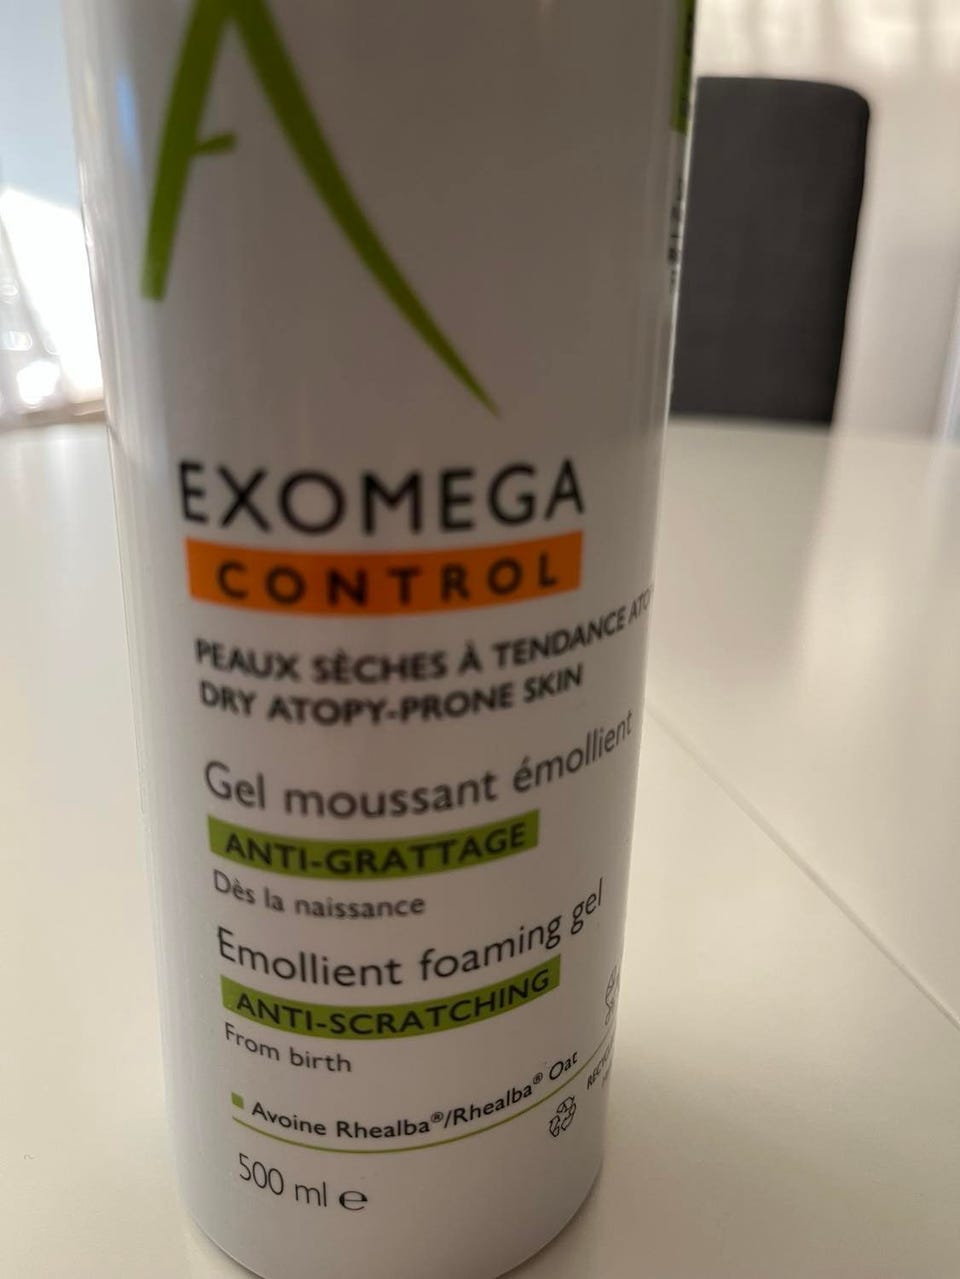 A
EXOMEGA
CONTROL
PEAUX SÈCHES À TENDANCE
DRY ATOPY-PRONE SKIN
Gel moussant émollient
ANTI-GRATTAGE
Dès la naissance
Emollient foaming gel
ANTI-SCRATCHING
From birth
Avoine Rhealba®/Rhealba® Oat
500 ml ℮